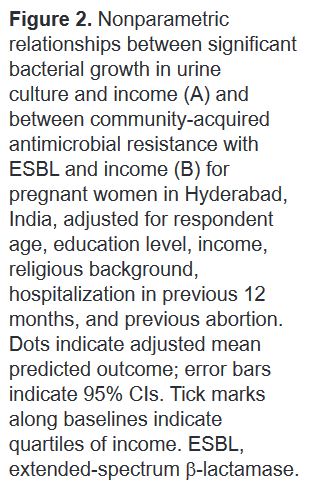 Figure 2. Nonparametric
relationships between significant
bacterial growth in urine
culture and income (A) and
between community-acquired
antimicrobial resistance with
ESBL and income (B) for
pregnant women in Hyderabad,
India, adjusted for respondent
age, education level, income,
religious background,
hospitalization in previous 12
months, and previous abortion.
Dots indicate adjusted mean
predicted outcome; error bars
indicate 95% CIs. Tick marks
along baselines indicate
quartiles of income. ESBL,
extended-spectrum β-lactamase.